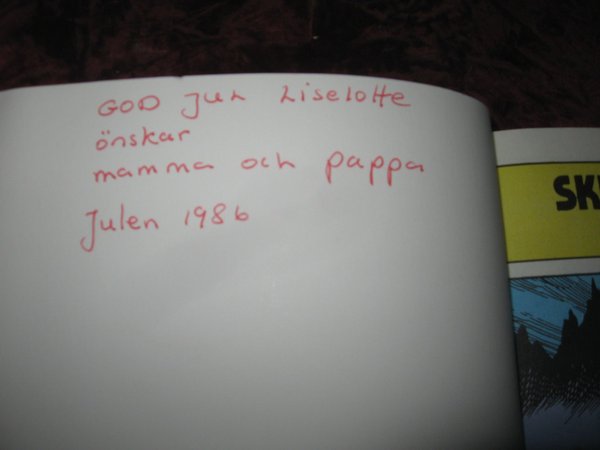 GOD JUL Liselotte
önskar
mamma och pappa
Julen 1986
SK